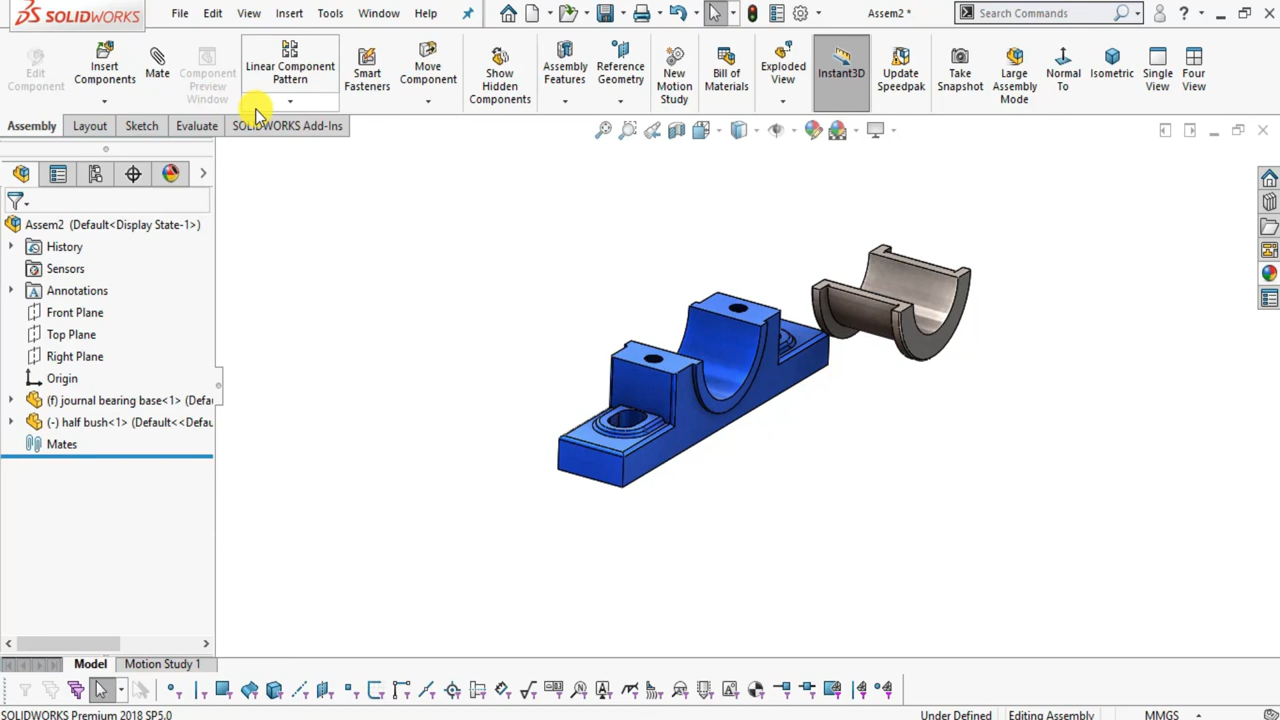 SOLIDWORKS File Edit View Insert Tools Window Help Assem2 * Search Commands ?
Edit Component
Insert Components
Mate
Component Preview Window
Linear Component Pattern
Smart Fasteners
Move Component
Show Hidden Components
Assembly Features
Reference Geometry
New Motion Study
Bill of Materials
Exploded View
Instant3D
Update Speedpak
Take Snapshot
Large Assembly Mode
Normal To
Isometric
Single View
Four View
Assembly Layout Sketch Evaluate SOLIDWORKS Add-Ins
Assem2 (Default<Display State-1>)
History
Sensors
Annotations
Front Plane
Top Plane
Right Plane
Origin
(f) journal bearing base<1> (Defa
(-) half bush<1> (Default<<Defau
Mates
Model Motion Study 1
SOLIDWORKS Premium 2018 SP5.0 Under Defined Editing Assembly MMGS